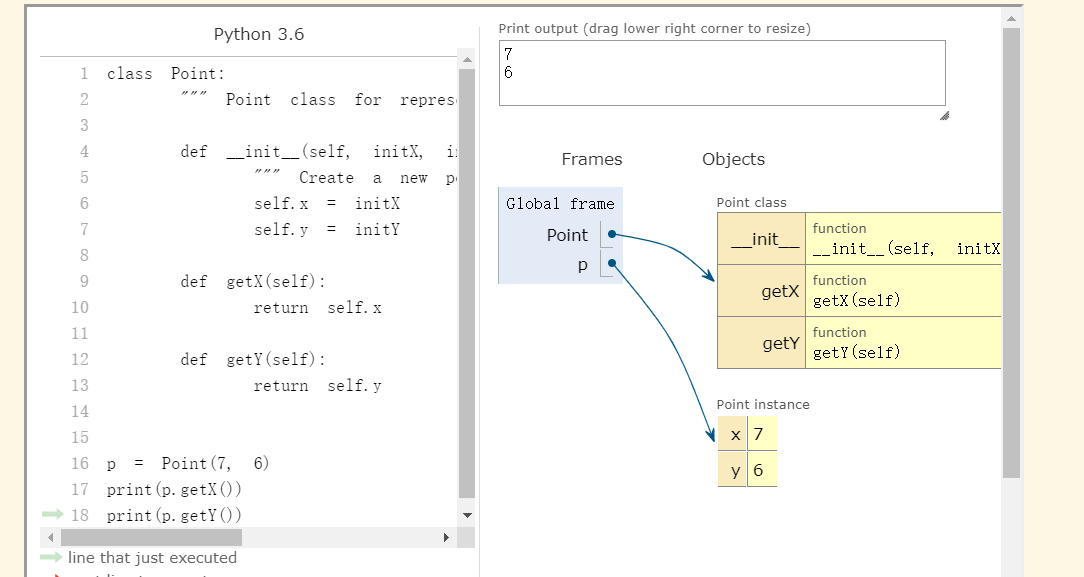 Python 3.6
1 class Point:
2 """ Point class for repres
3
4 def __init__(self, initX, i
5 """ Create a new p
6 self.x = initX
7 self.y = initY
8
9 def getX(self):
10 return self.x
11
12 def getY(self):
13 return self.y
14
15
16 p = Point(7, 6)
17 print(p.getX())
18 print(p.getY())
line that just executed
Print output (drag lower right corner to resize)
7
6
Frames
Objects
Global frame
Point
p
Point class
__init__
function
__init__(self, initX
getX
function
getX(self)
getY
function
getY(self)
Point instance
x 7
y 6